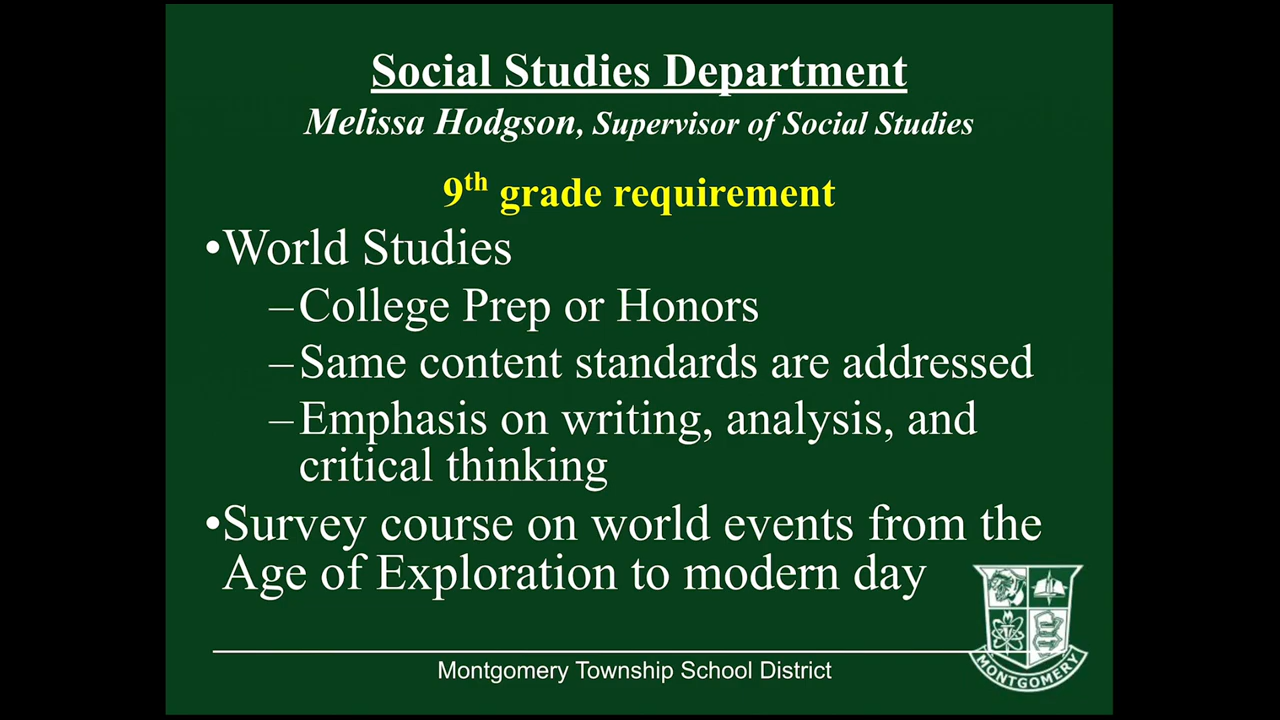 Social Studies Department
Melissa Hodgson, Supervisor of Social Studies
9th grade requirement
•World Studies
–College Prep or Honors
–Same content standards are addressed
–Emphasis on writing, analysis, and
critical thinking
•Survey course on world events from the
Age of Exploration to modern day
MONTGOMERY
Montgomery Township School District